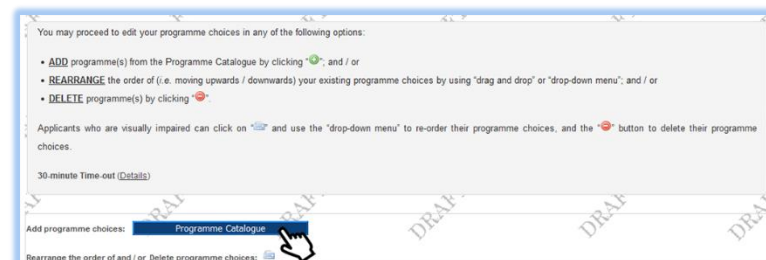 You may proceed to edit your programme choices in any of the following options:
• ADD programme(s) from the Programme Catalogue by clicking “ ”; and / or
• REARRANGE the order of (i.e. moving upwards / downwards) your existing programme choices by using “drag and drop” or “drop-down menu”; and / or
• DELETE programme(s) by clicking “ ”.
Applicants who are visually impaired can click on “ ” and use the “drop-down menu” to re-order their programme choices, and the “ ” button to delete their programme
choices.
30-minute Time-out (Details)
DRAFT
DRAFT
DRAFT
DRAFT
DRAFT
Add programme choices: Programme Catalogue
Rearrange the order of and / or Delete programme choices: